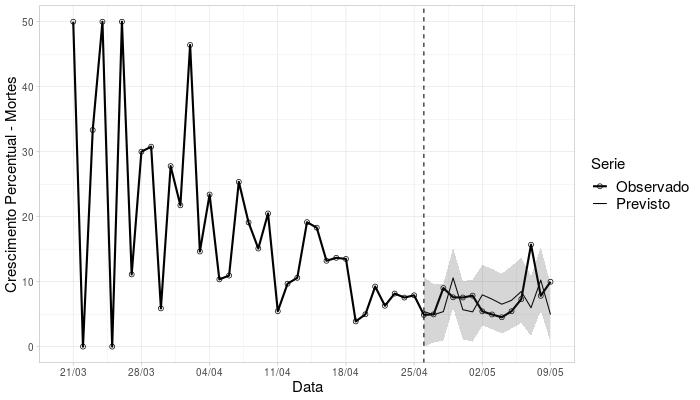 Crescimento Percentual - Mortes
50
40
30
20
10
0
21/03 28/03 04/04 11/04 18/04 25/04 02/05 09/05
Data
Serie
Observado
Previsto